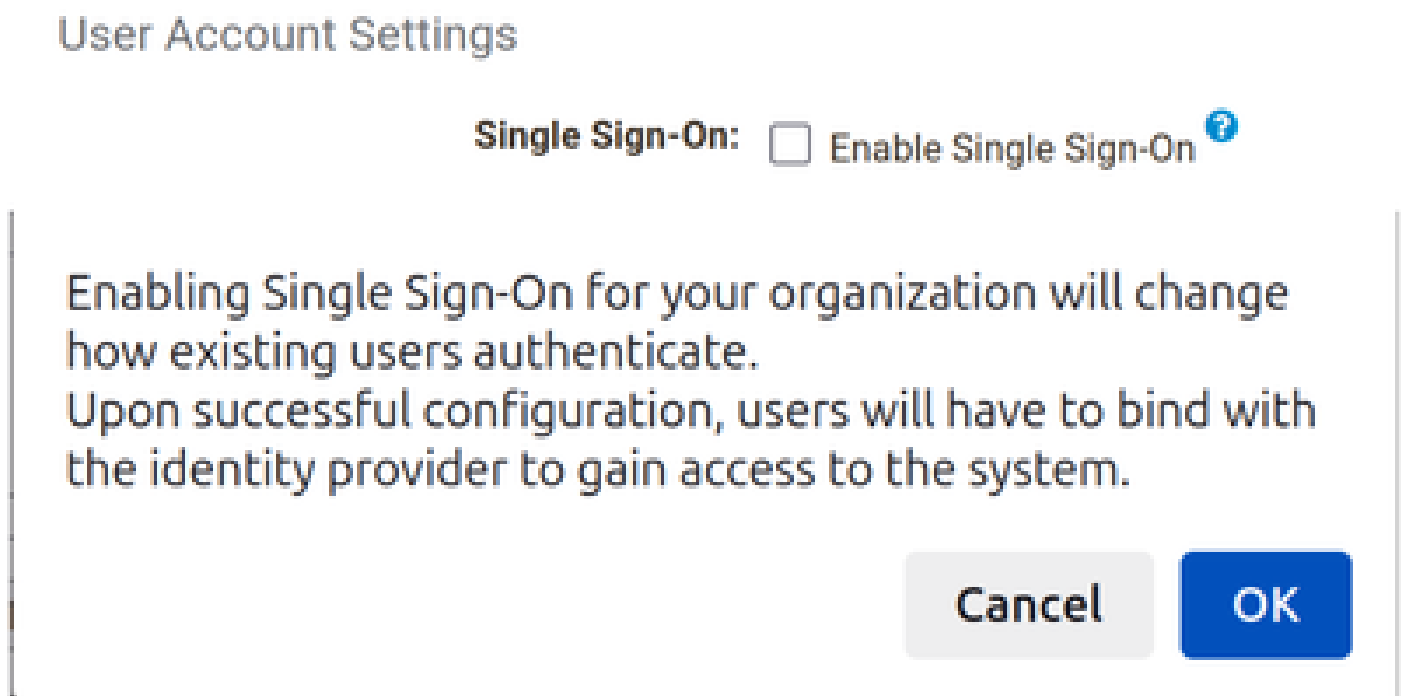 User Account Settings
Single Sign-On: Enable Single Sign-On ?
Enabling Single Sign-On for your organization will change
how existing users authenticate.
Upon successful configuration, users will have to bind with
the identity provider to gain access to the system.
Cancel OK